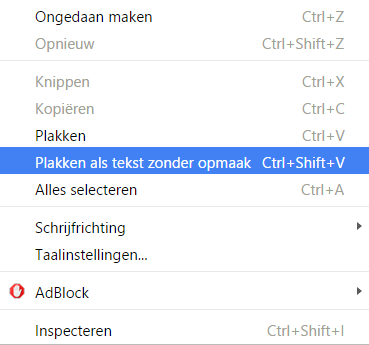 Ongedaan maken Ctrl+Z
Opnieuw Ctrl+Shift+Z
Knippen Ctrl+X
Kopiëren Ctrl+C
Plakken Ctrl+V
Plakken als tekst zonder opmaak Ctrl+Shift+V
Alles selecteren Ctrl+A
Schrijfrichting
Taalinstellingen...
AdBlock
Inspecteren Ctrl+Shift+I